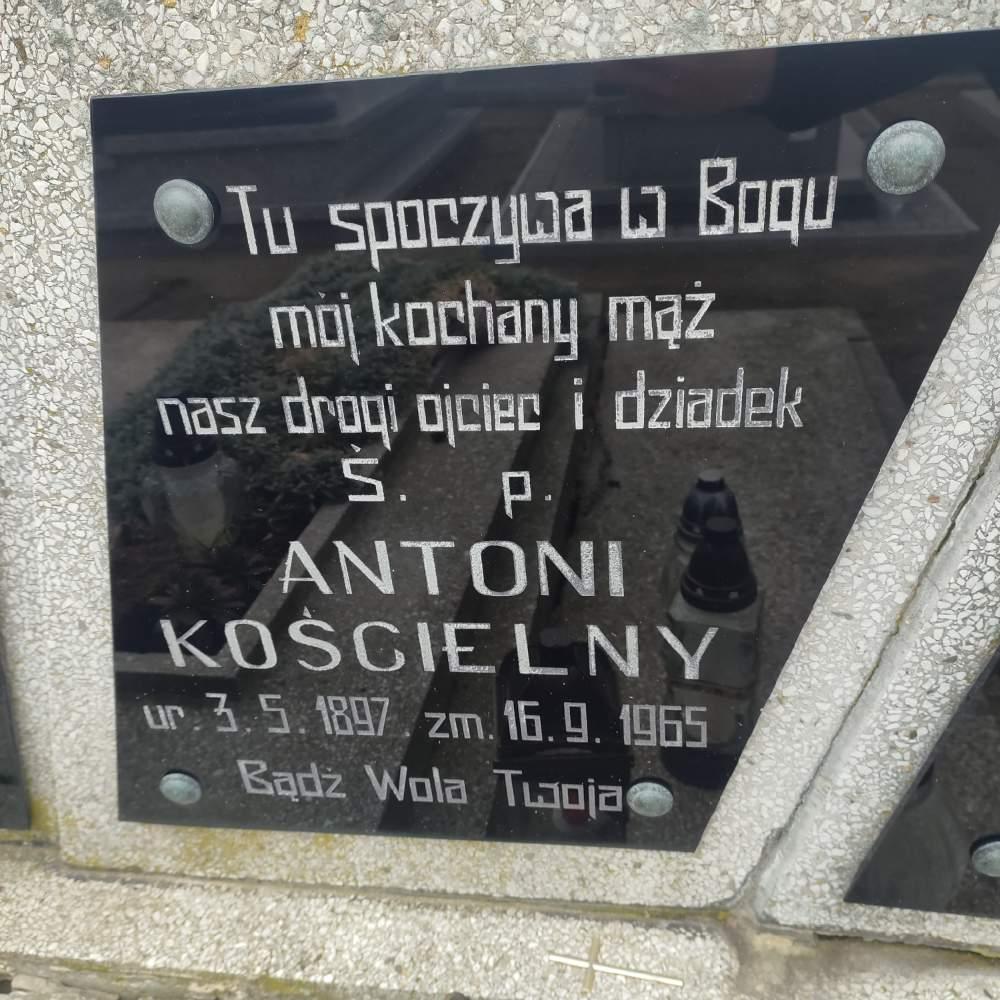 Tu spoczywa w Bogu
mój kochany mąż
nasz drogi ojciec i dziadek
Ś. p.
ANTONI
KOŚCIELNY
ur. 3. 5. 1897. zm. 16. 9. 1965
Bądź Wola Twoja